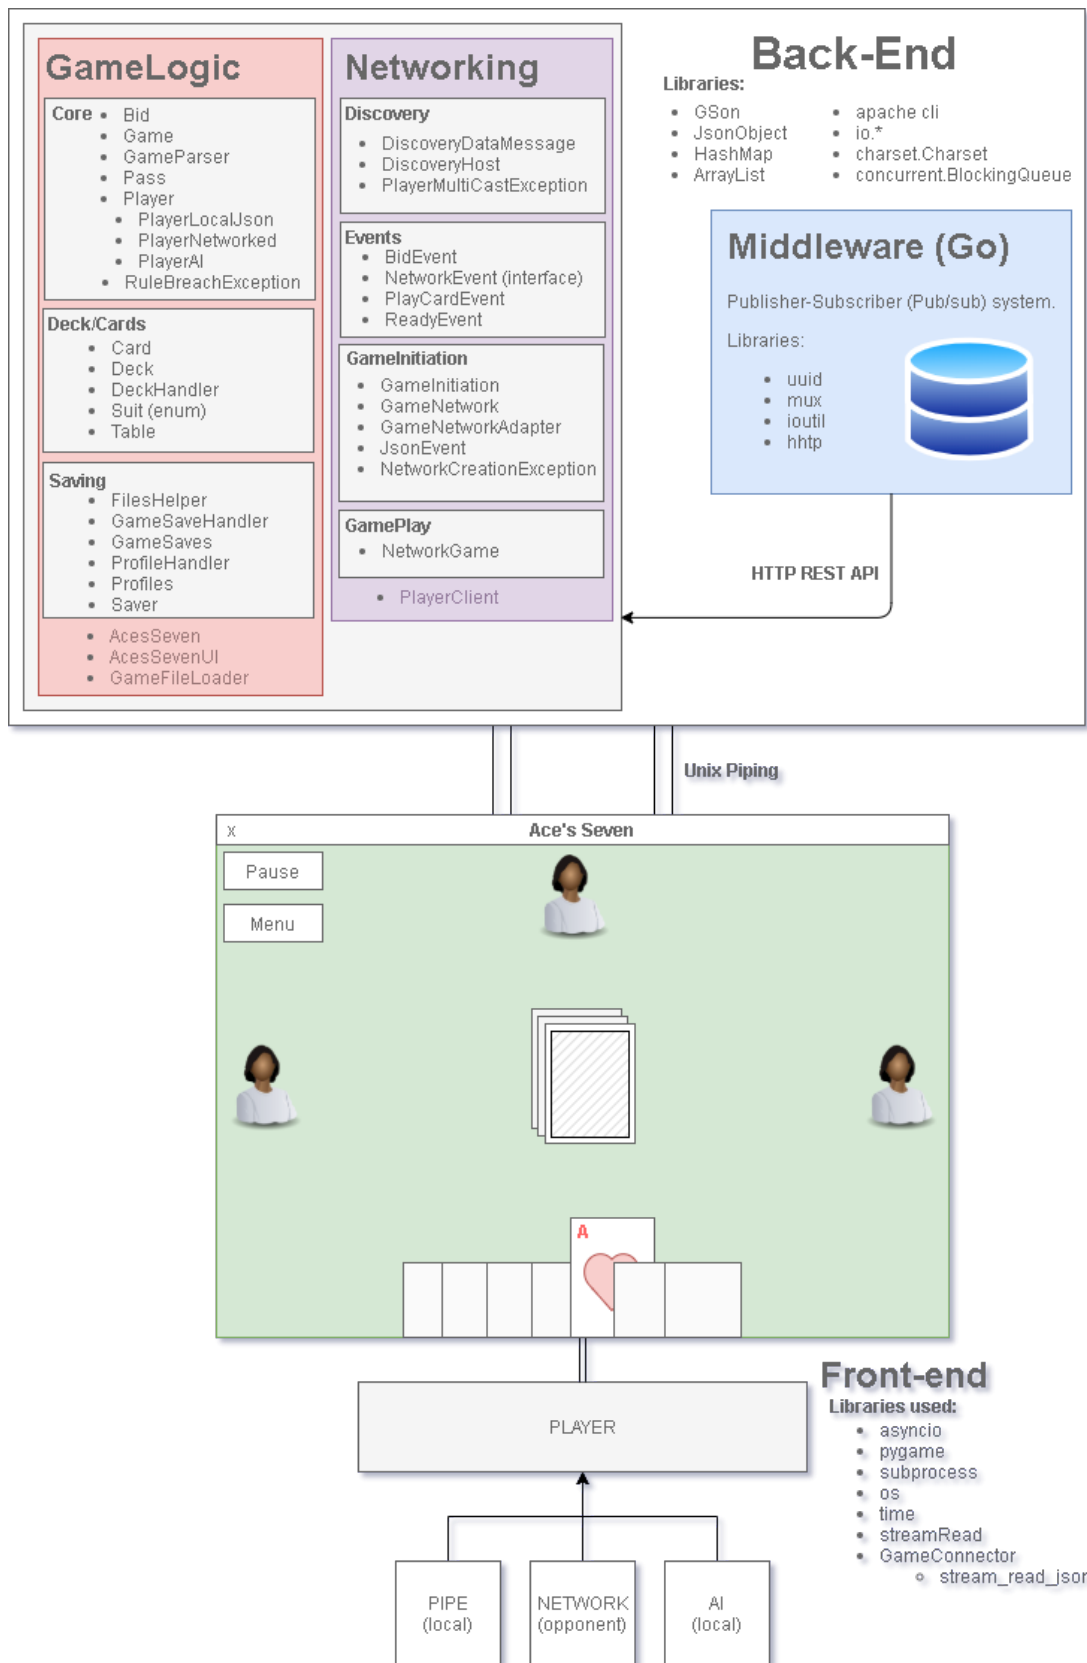 GameLogic
Core
Bid
Game
GameParser
Pass
Player
PlayerLocalJson
PlayerNetworked
PlayerAI
RuleBreachException
Deck/Cards
Card
Deck
DeckHandler
Suit (enum)
Table
Saving
FilesHelper
GameSaveHandler
GameSaves
ProfileHandler
Profiles
Saver
AcesSeven
AcesSevenUI
GameFileLoader
Networking
Discovery
DiscoveryDataMessage
DiscoveryHost
PlayerMultiCastException
Events
BidEvent
NetworkEvent (interface)
PlayCardEvent
ReadyEvent
GameInitiation
GameInitiation
GameNetwork
GameNetworkAdapter
JsonEvent
NetworkCreationException
GamePlay
NetworkGame
PlayerClient
Back-End
Libraries:
GSon
JsonObject
HashMap
ArrayList
apache cli
io.*
charset.Charset
concurrent.BlockingQueue
Middleware (Go)
Publisher-Subscriber (Pub/sub) system.
Libraries:
uuid
mux
ioutil
hhtp
HTTP REST API
Unix Piping
X
Ace's Seven
Pause
Menu
A
PLAYER
Front-end
Libraries used:
asyncio
pygame
subprocess
os
time
streamRead
GameConnector
stream_read_json
PIPE
(local)
NETWORK
(opponent)
AI
(local)